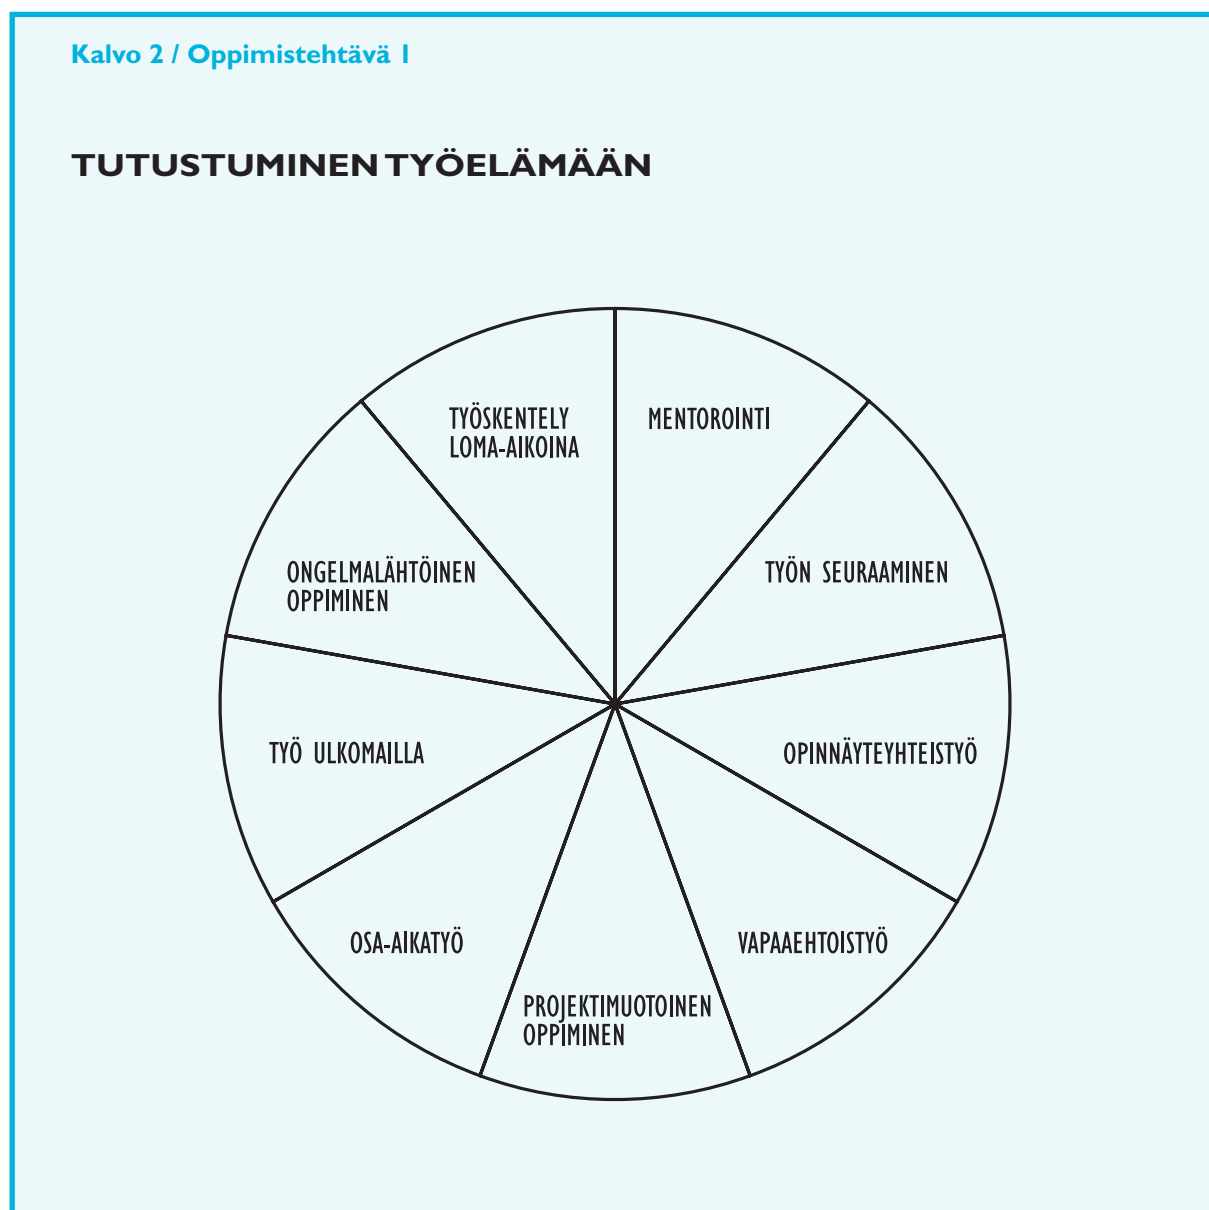 Kalvo 2 / Oppimistehtävä 1
TUTUSTUMINEN TYÖELÄMÄÄN
TYÖSKENTELY
LOMA-AIKOINA
MENTOROINTI
ONGELMALÄHTÖINEN
OPPIMINEN
TYÖN SEURAAMINEN
TYÖ ULKOMAILLA
OPINNÄYTEYHTEISTYÖ
OSA-AIKATYÖ
VAPAAEHTOISTYÖ
PROJEKTIMUOTOINEN
OPPIMINEN